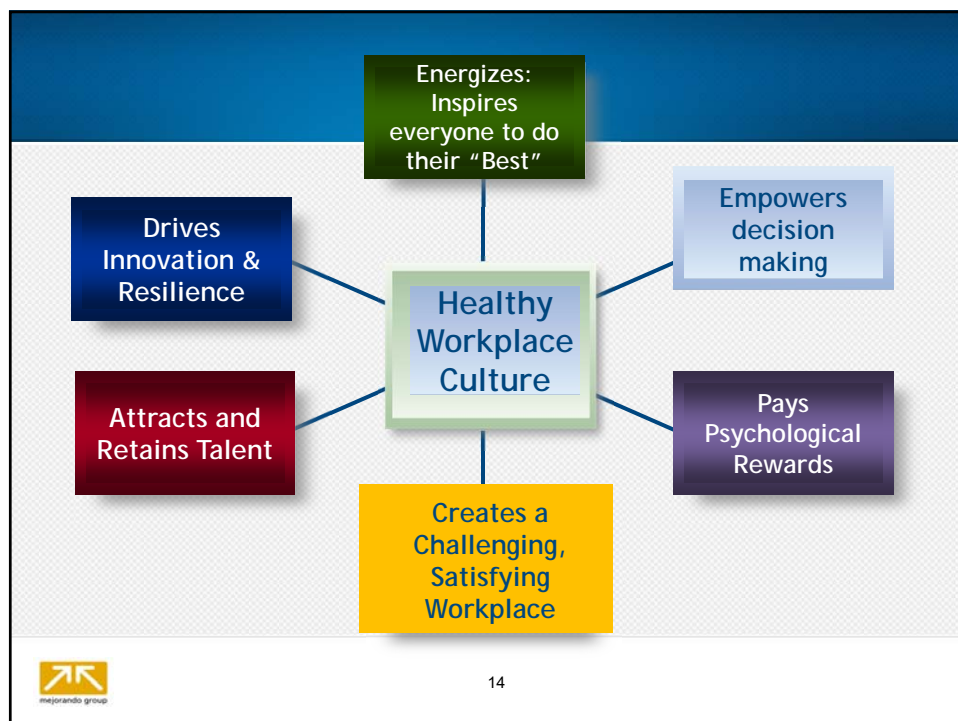 Energizes:
Inspires
everyone to do
their “Best”
Empowers
decision
making
Drives
Innovation &
Resilience
Healthy
Workplace
Culture
Attracts and
Retains Talent
Pays
Psychological
Rewards
Creates a
Challenging,
Satisfying
Workplace
mejorando group
14